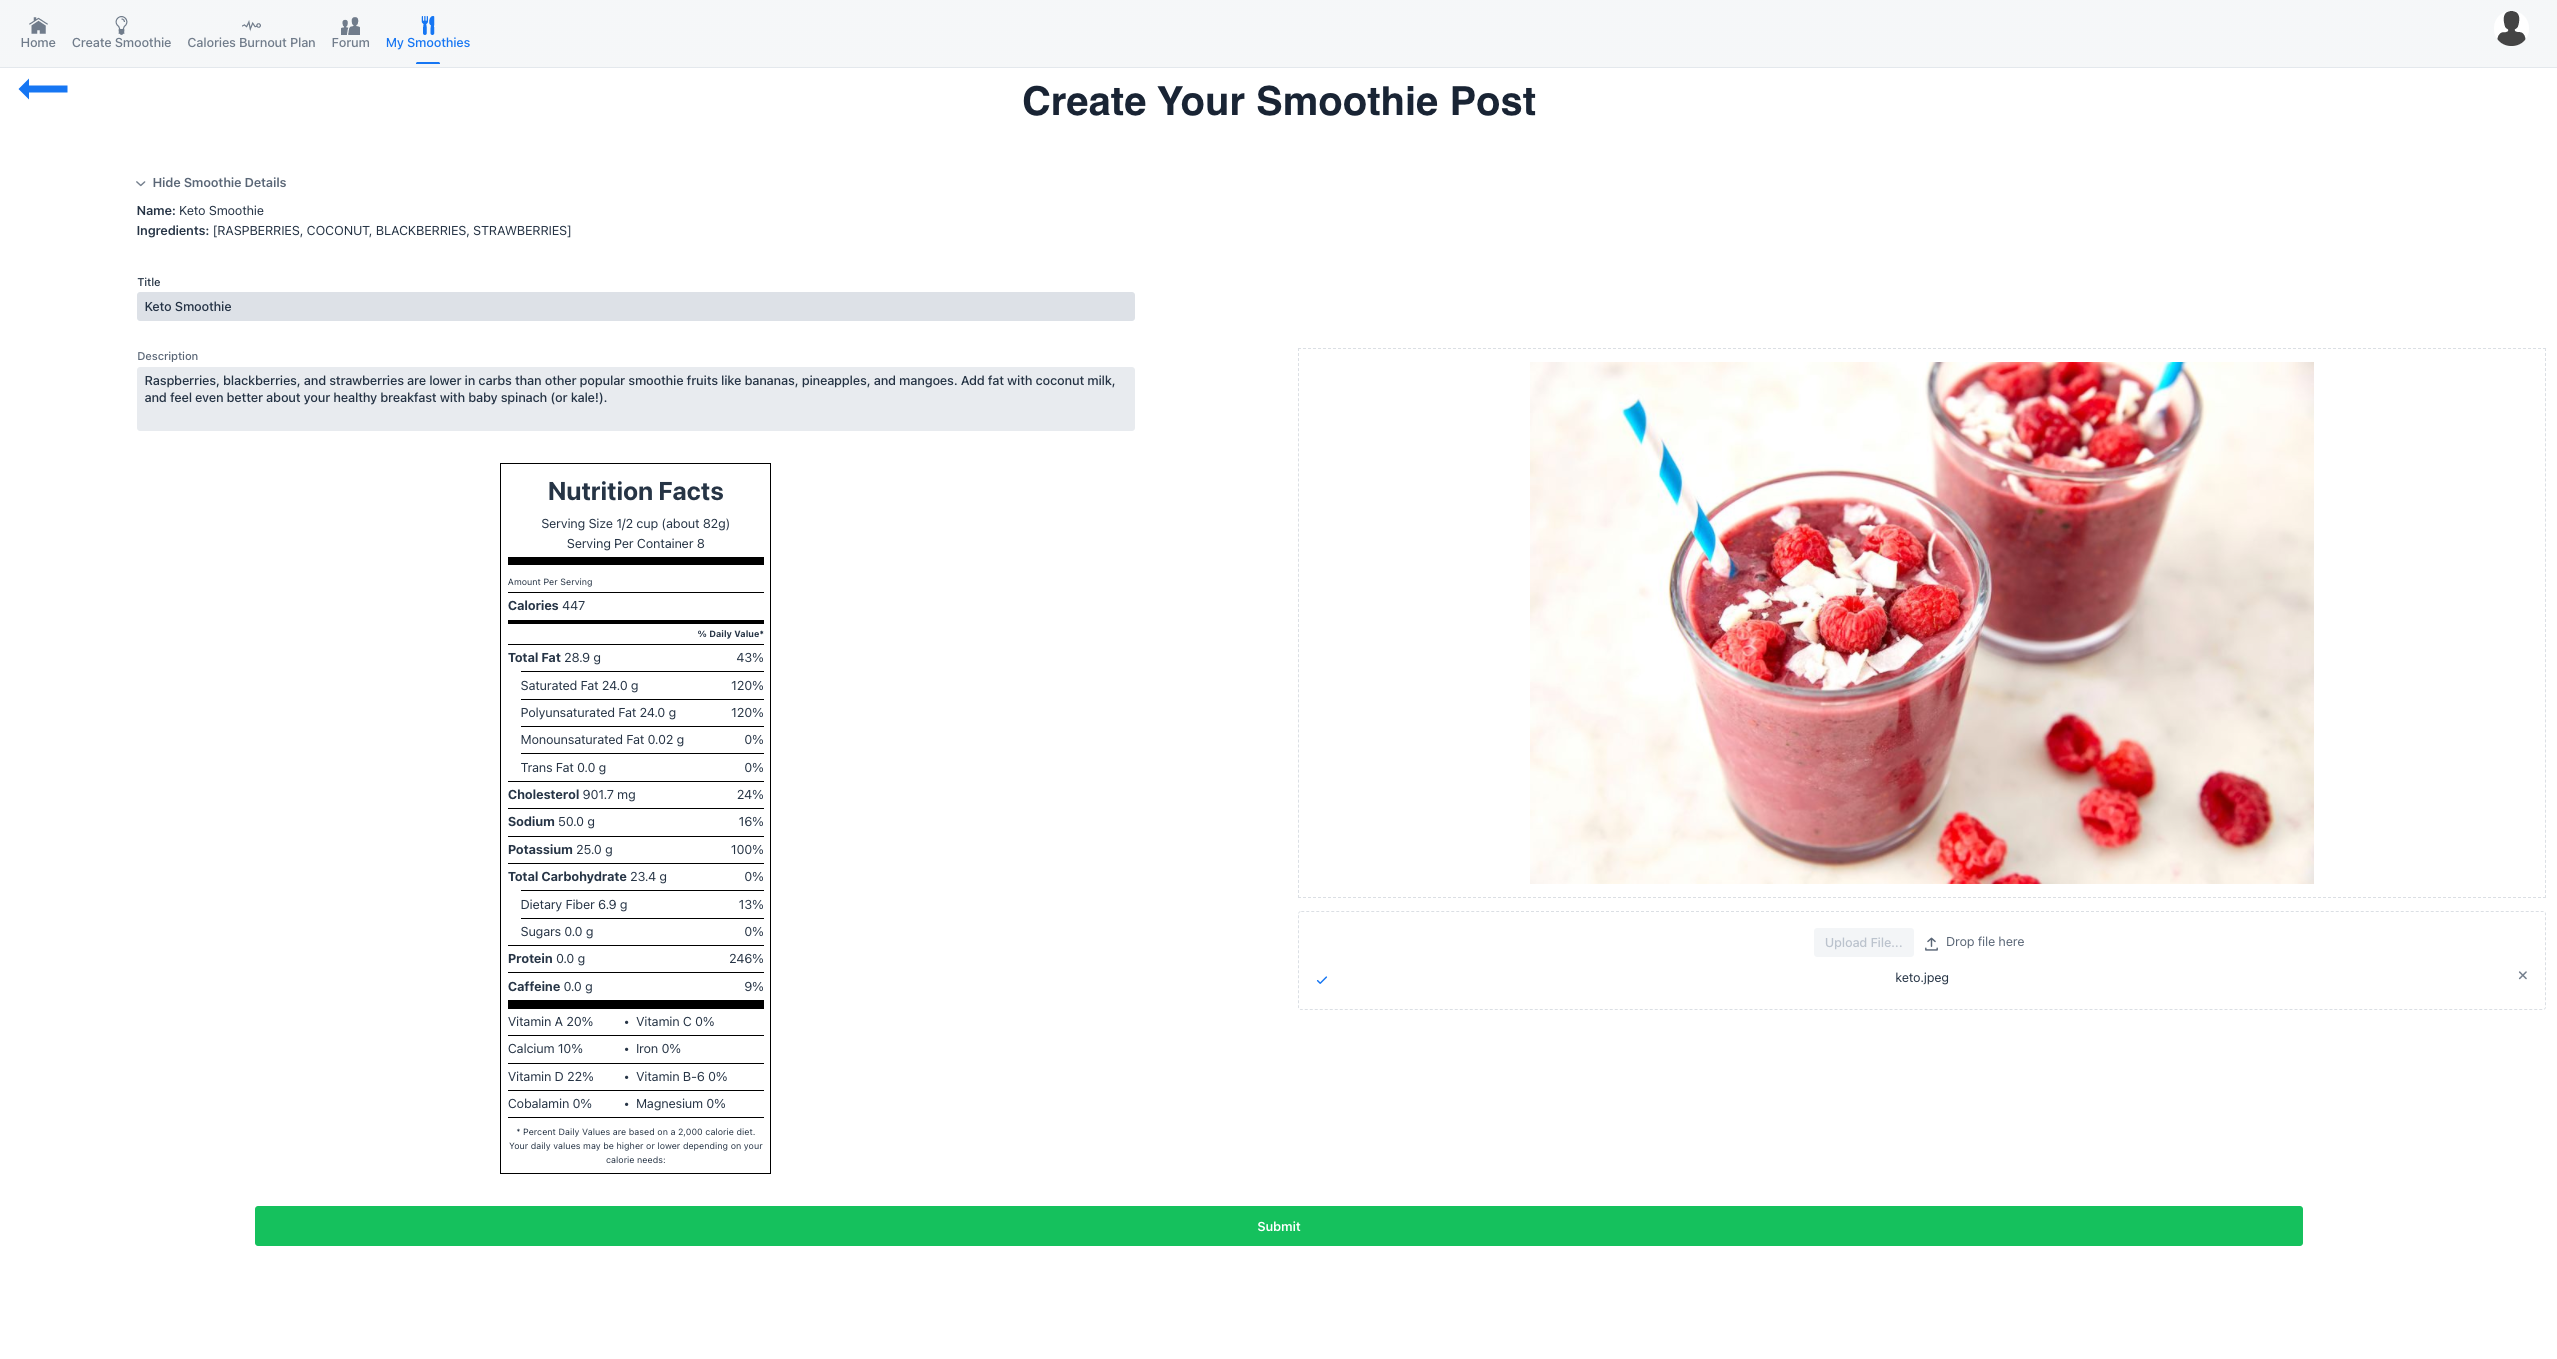 Home Create Smoothie Calories Burnout Plan Forum My Smoothies
Create Your Smoothie Post
Hide Smoothie Details
Name: Keto Smoothie
Ingredients: [RASPBERRIES, COCONUT, BLACKBERRIES, STRAWBERRIES]
Title
Keto Smoothie
Description
Raspberries, blackberries, and strawberries are lower in carbs than other popular smoothie fruits like bananas, pineapples, and mangoes. Add fat with coconut milk,
and feel even better about your healthy breakfast with baby spinach (or kale!).
Nutrition Facts
Serving Size 1/2 cup (about 82g)
Serving Per Container 8
Amount Per Serving
Calories 447
% Daily Value*
Total Fat 28.9 g 43%
Saturated Fat 24.0 g 120%
Polyunsaturated Fat 24.0 g 120%
Monounsaturated Fat 0.02 g 0%
Trans Fat 0.0 g 0%
Cholesterol 901.7 mg 24%
Sodium 50.0 g 16%
Potassium 25.0 g 100%
Total Carbohydrate 23.4 g 0%
Dietary Fiber 6.9 g 13%
Sugars 0.0 g 0%
Protein 0.0 g 246%
Caffeine 0.0 g 9%
Vitamin A 20% • Vitamin C 0%
Calcium 10% • Iron 0%
Vitamin D 22% • Vitamin B-6 0%
Cobalamin 0% • Magnesium 0%
* Percent Daily Values are based on a 2,000 calorie diet.
Your daily values may be higher or lower depending on your
calorie needs:
Upload File... Drop file here
keto.jpeg
Submit